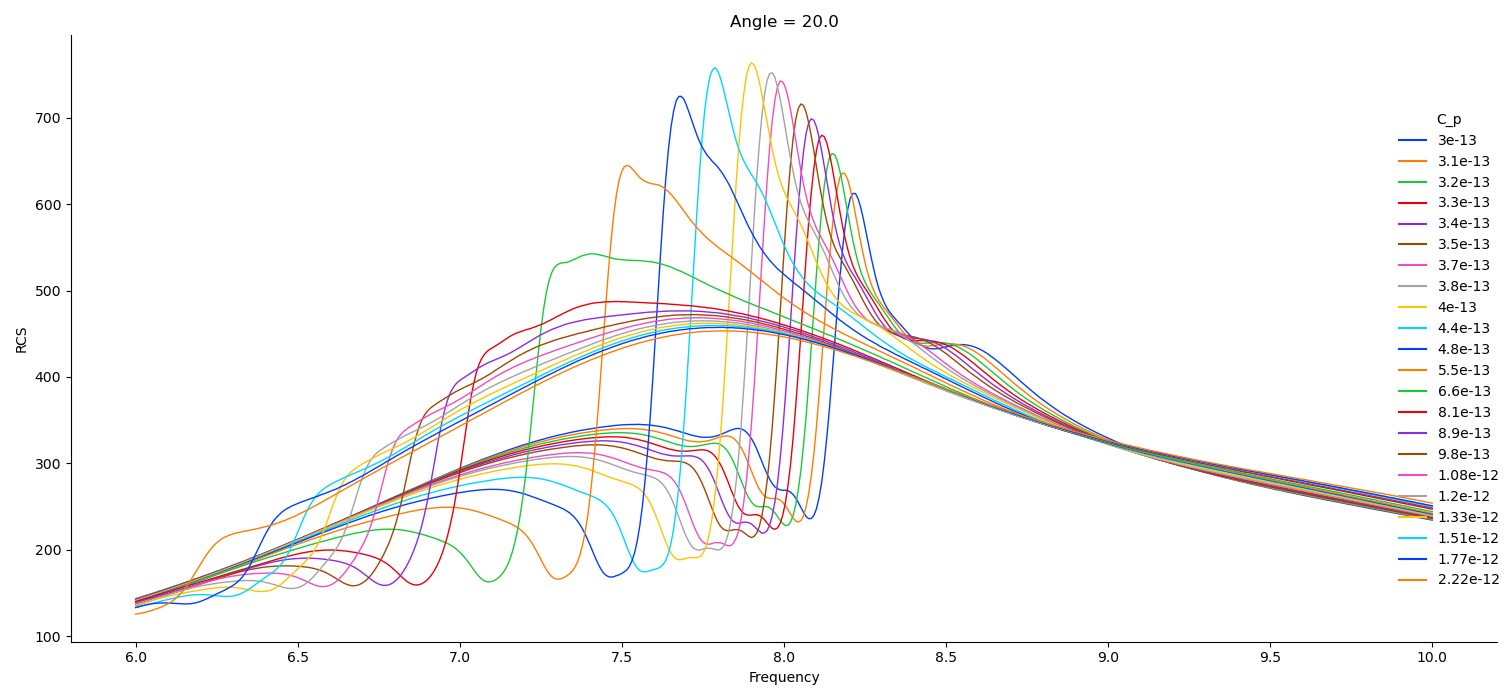 Angle = 20.0
RCS
700
600
500
400
300
200
100
6.0 6.5 7.0 7.5 8.0 8.5 9.0 9.5 10.0
Frequency
C_p
3e-13
3.1e-13
3.2e-13
3.3e-13
3.4e-13
3.5e-13
3.7e-13
3.8e-13
4e-13
4.4e-13
4.8e-13
5.5e-13
6.6e-13
8.1e-13
8.9e-13
9.8e-13
1.08e-12
1.2e-12
1.33e-12
1.51e-12
1.77e-12
2.22e-12